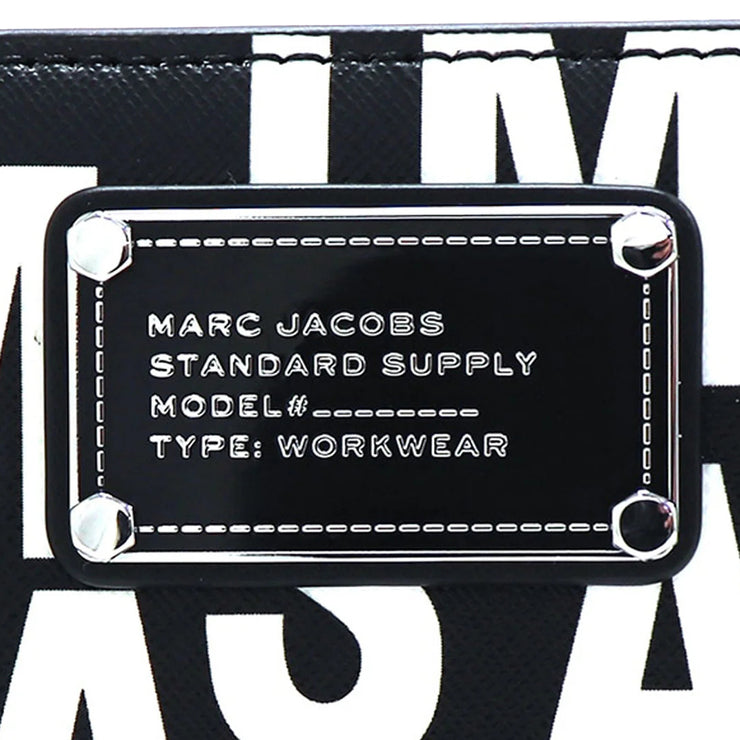 MARC JACOBS
STANDARD SUPPLY
MODEL#________
TYPE: WORKWEAR